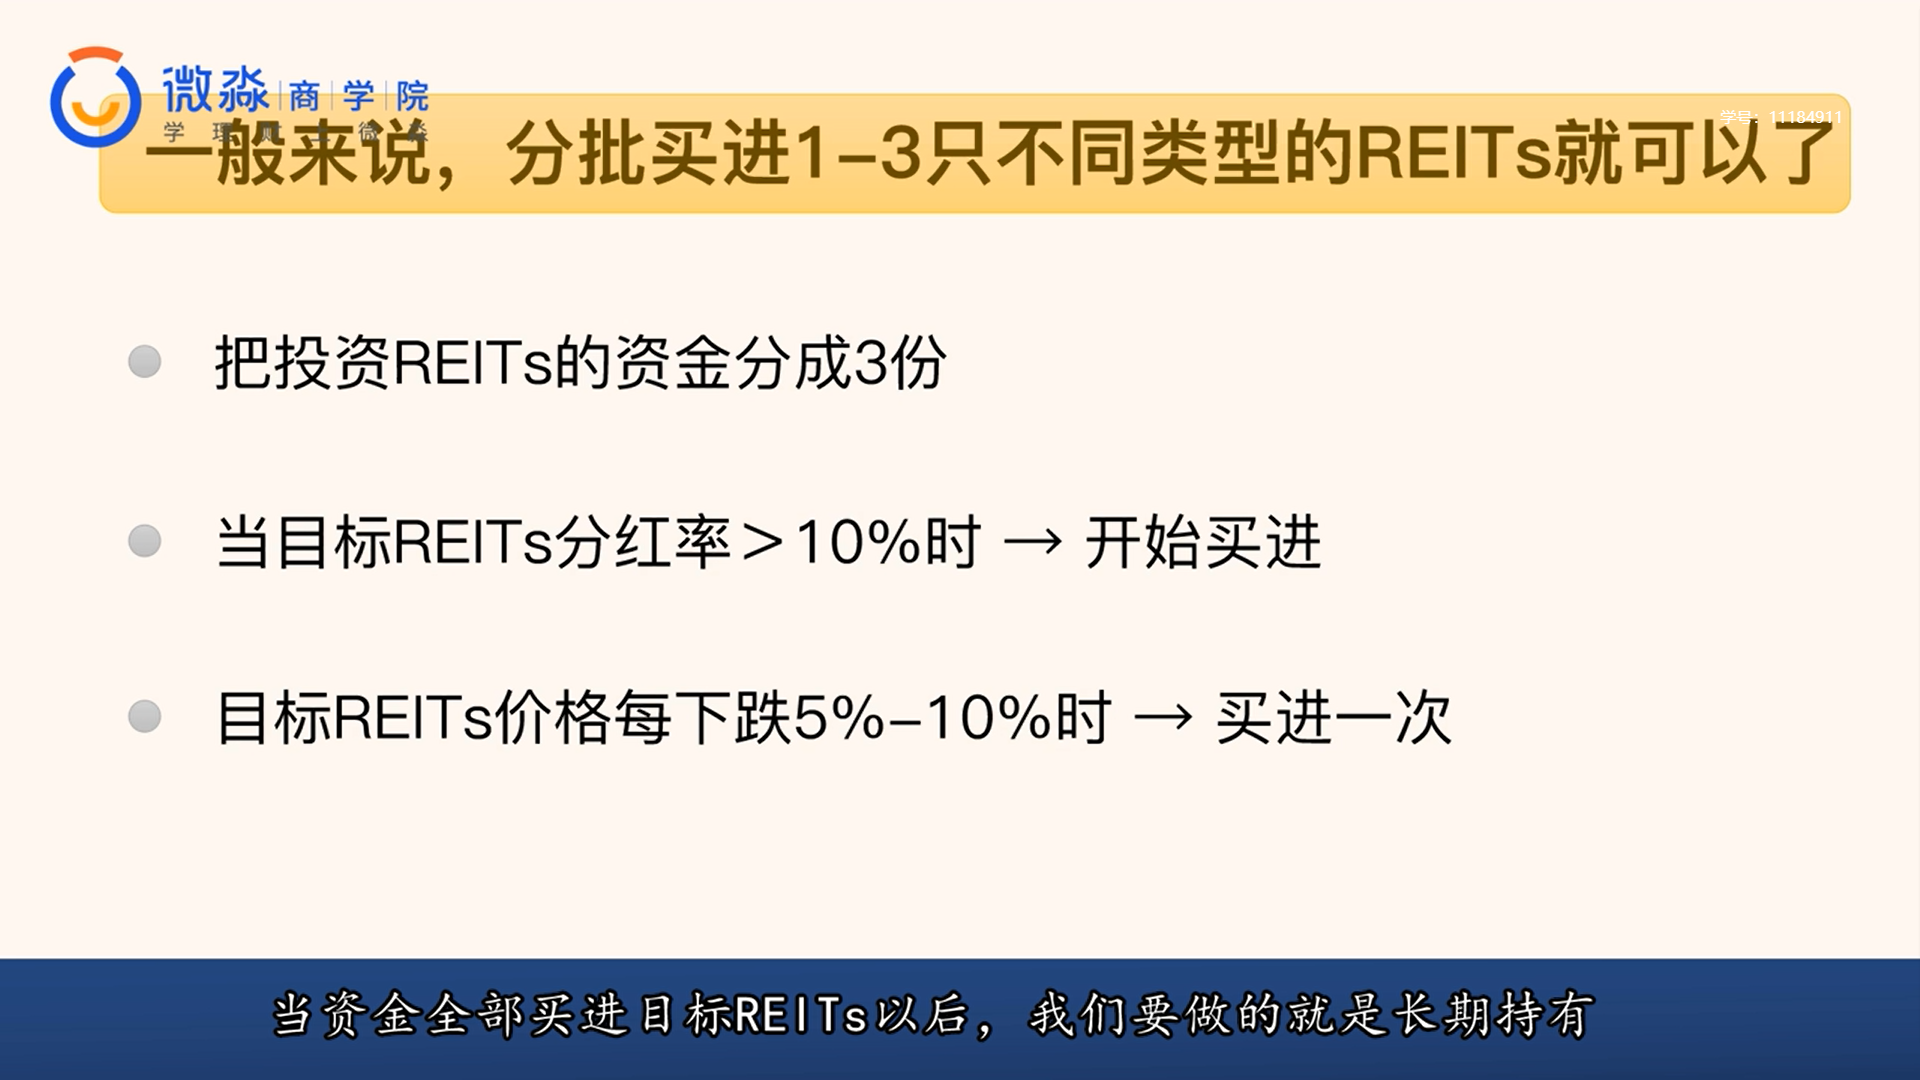 微淼 商学院
学理财上微淼
学号：11184911
一般来说，分批买进1–3只不同类型的REITs就可以了
把投资REITs的资金分成3份
当目标REITs分红率＞10%时 → 开始买进
目标REITs价格每下跌5%–10%时 → 买进一次
当资金全部买进目标REITs以后，我们要做的就是长期持有